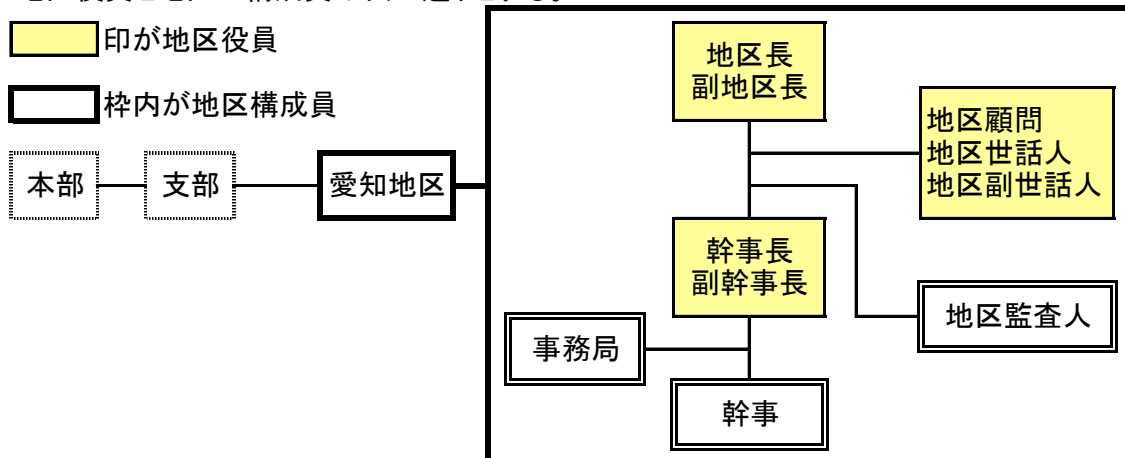 印が地区役員
枠内が地区構成員
本部
支部
愛知地区
地区長
副地区長
地区顧問
地区世話人
地区副世話人
幹事長
副幹事長
地区監査人
事務局
幹事